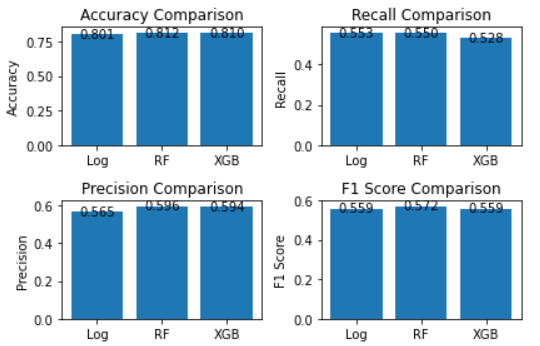 Accuracy Comparison
Accuracy
0.75
0.50
0.25
0.00
0.801
0.812
0.810
Log
RF
XGB
Recall Comparison
Recall
0.4
0.2
0.0
0.553
0.550
0.528
Log
RF
XGB
Precision Comparison
Precision
0.6
0.4
0.2
0.0
0.565
0.596
0.594
Log
RF
XGB
F1 Score Comparison
F1 Score
0.6
0.4
0.2
0.0
0.559
0.572
0.559
Log
RF
XGB